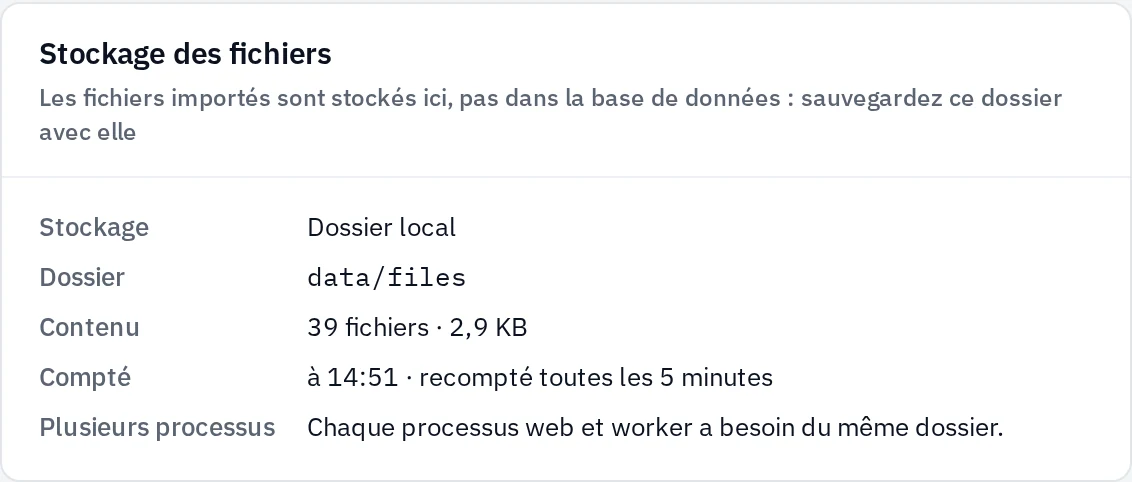 Stockage des fichiers
Les fichiers importés sont stockés ici, pas dans la base de données : sauvegardez ce dossier
avec elle
Stockage Dossier local
Dossier data/files
Contenu 39 fichiers · 2,9 KB
Compté à 14:51 · recompté toutes les 5 minutes
Plusieurs processus Chaque processus web et worker a besoin du même dossier.